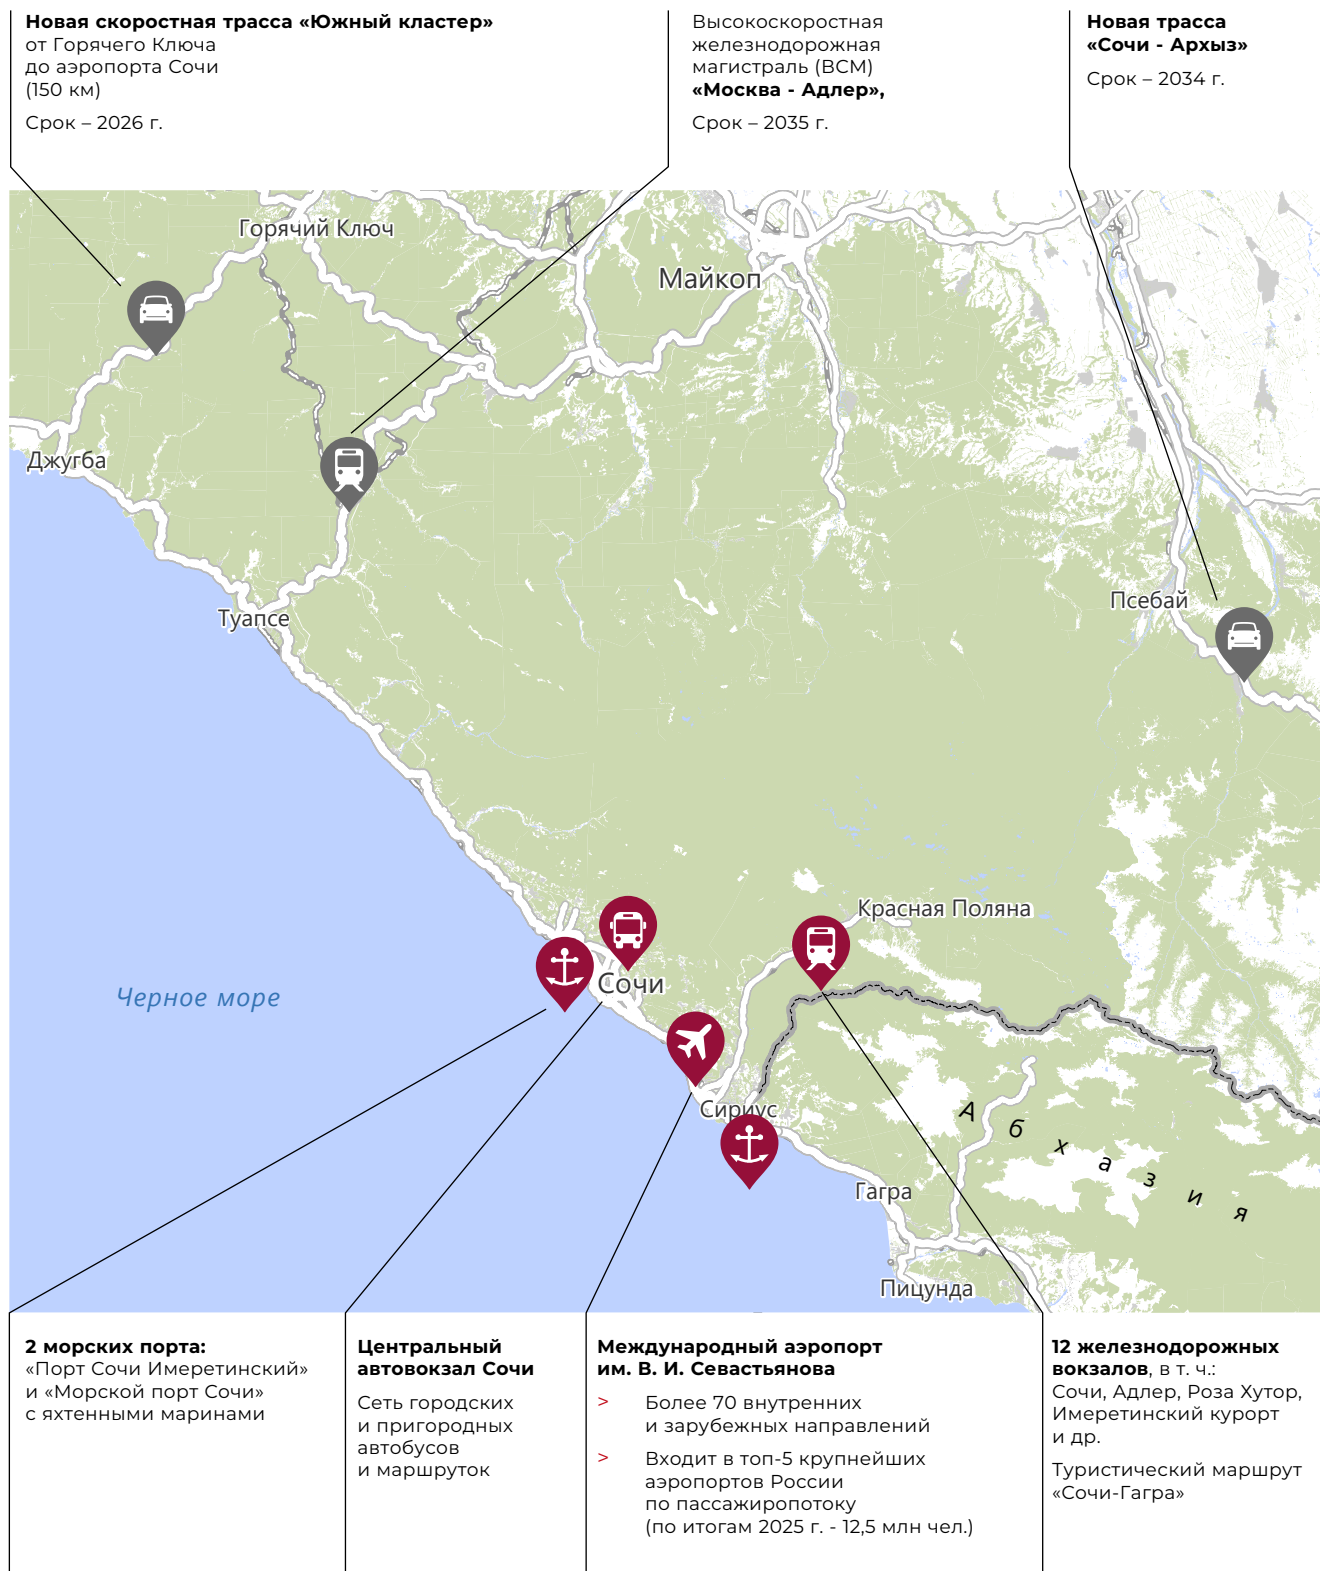 Новая скоростная трасса «Южный кластер»
от Горячего Ключа
до аэропорта Сочи
(150 км)
Срок – 2026 г.
Высокоскоростная
железнодорожная
магистраль (ВСМ)
«Москва - Адлер»,
Срок – 2035 г.
Новая трасса
«Сочи - Архыз»
Срок – 2034 г.
Горячий Ключ
Майкоп
Джубга
Туапсе
Псебай
Красная Поляна
Сочи
Черное море
Сириус
Абхазия
Гагра
Пицунда
2 морских порта:
«Порт Сочи Имеретинский»
и «Морской порт Сочи»
с яхтенными маринами
Центральный
автовокзал Сочи
Сеть городских
и пригородных
автобусов
и маршруток
Международный аэропорт
им. В. И. Севастьянова
> Более 70 внутренних
и зарубежных направлений
> Входит в топ-5 крупнейших
аэропортов России
по пассажиропотоку
(по итогам 2025 г. - 12,5 млн чел.)
12 железнодорожных
вокзалов, в т. ч.:
Сочи, Адлер, Роза Хутор,
Имеретинский курорт
и др.
Туристический маршрут
«Сочи-Гагра»